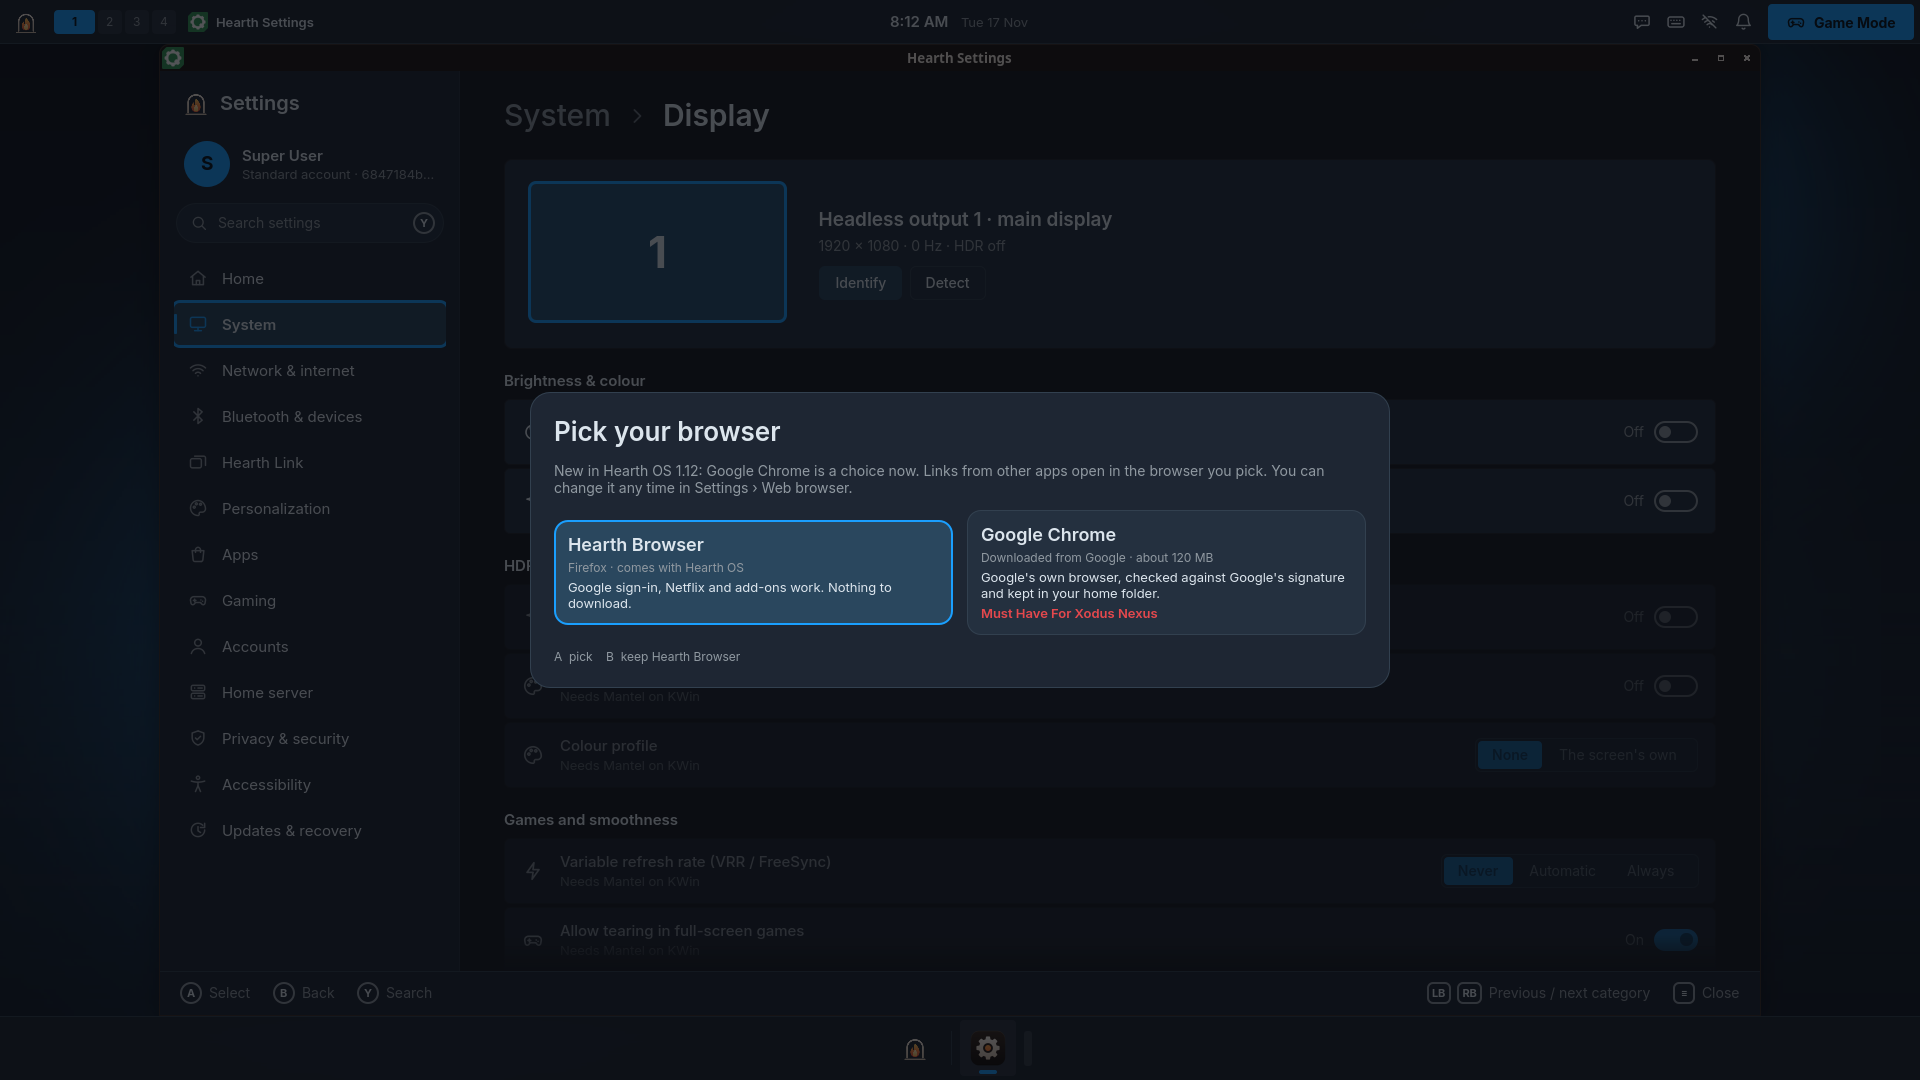 1 2 3 4 Hearth Settings
8:12 AM Tue 17 Nov
Game Mode
Hearth Settings
Settings
S
Super User
Standard account · 6847184b...
Search settings Y
Home
System
Network & internet
Bluetooth & devices
Hearth Link
Personalization
Apps
Gaming
Accounts
Home server
Privacy & security
Accessibility
Updates & recovery
System › Display
1
Headless output 1 · main display
1920 × 1080 · 0 Hz · HDR off
Identify Detect
Brightness & colour
Off
Off
Pick your browser
New in Hearth OS 1.12: Google Chrome is a choice now. Links from other apps open in the browser you pick. You can
change it any time in Settings › Web browser.
Hearth Browser
Firefox · comes with Hearth OS
Google sign-in, Netflix and add-ons work. Nothing to
download.
Google Chrome
Downloaded from Google · about 120 MB
Google's own browser, checked against Google's signature
and kept in your home folder.
Must Have For Xodus Nexus
A pick B keep Hearth Browser
HD
Off
Needs Mantel on KWin
Off
Colour profile
Needs Mantel on KWin
None The screen's own
Games and smoothness
Variable refresh rate (VRR / FreeSync)
Needs Mantel on KWin
Never Automatic Always
Allow tearing in full-screen games
Needs Mantel on KWin
On
A Select B Back Y Search
LB RB Previous / next category ≡ Close